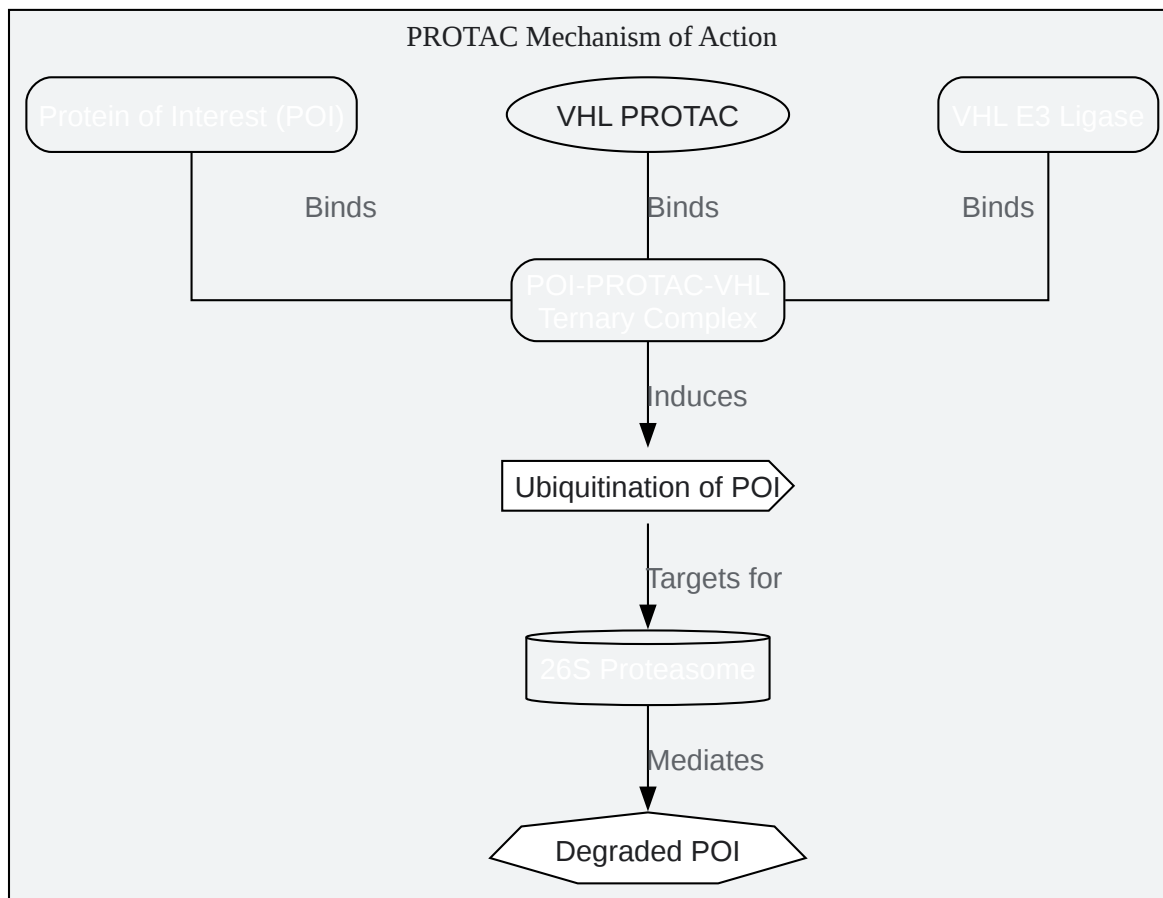 PROTAC Mechanism of Action
Protein of Interest (POI)
VHL PROTAC
VHL E3 Ligase
Binds
Binds
Binds
POI-PROTAC-VHL
Ternary Complex
Induces
Ubiquitination of POI
Targets for
26S Proteasome
Mediates
Degraded POI